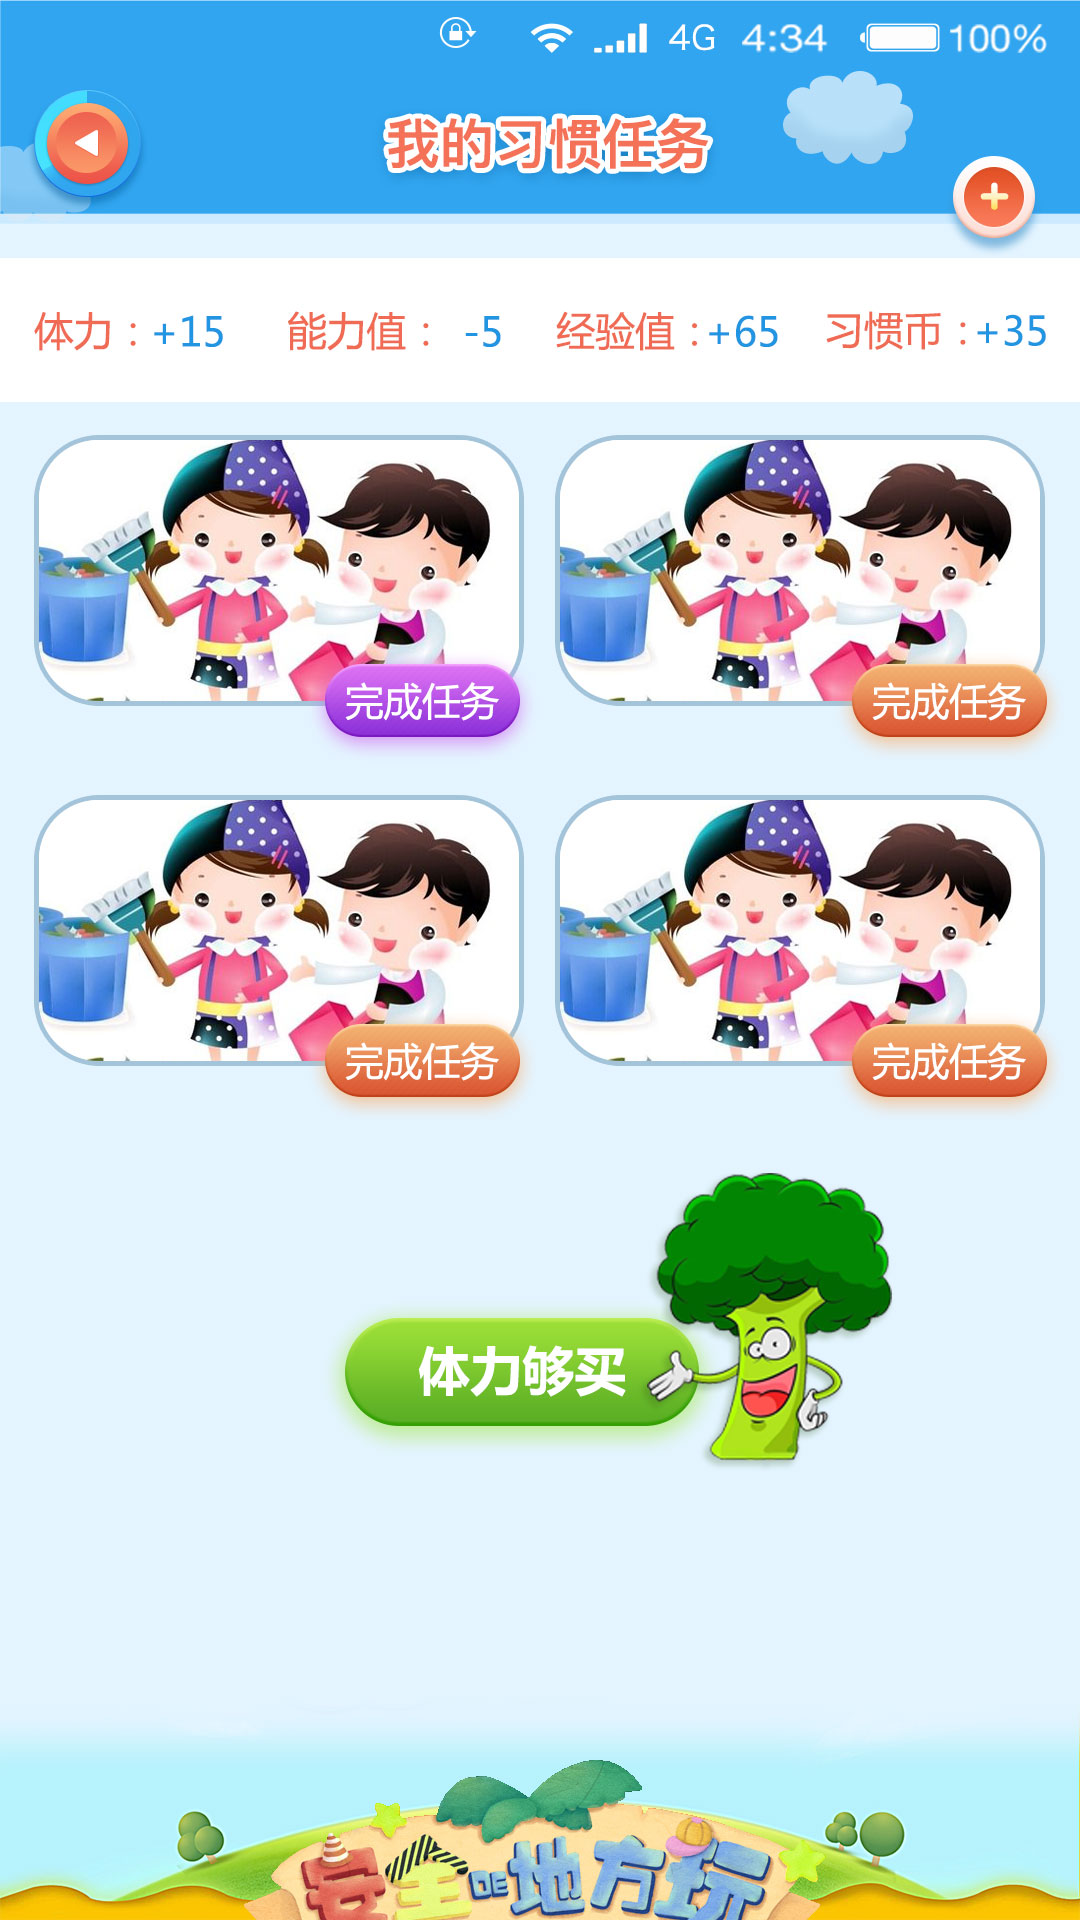 4G 4:34 100%
我的习惯任务
体力：+15 能力值： -5 经验值：+65 习惯币：+35
完成任务 完成任务
完成任务 完成任务
体力够买
安全DE地方玩